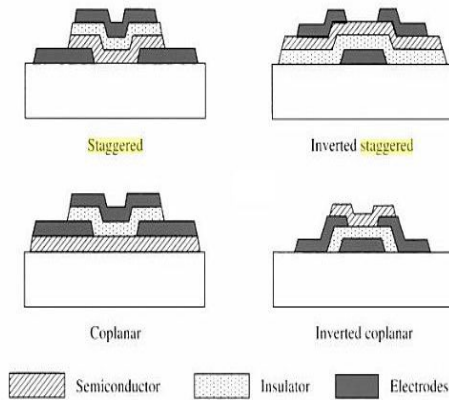 Staggered
Inverted staggered
Coplanar
Inverted coplanar
Semiconductor
Insulator
Electrodes